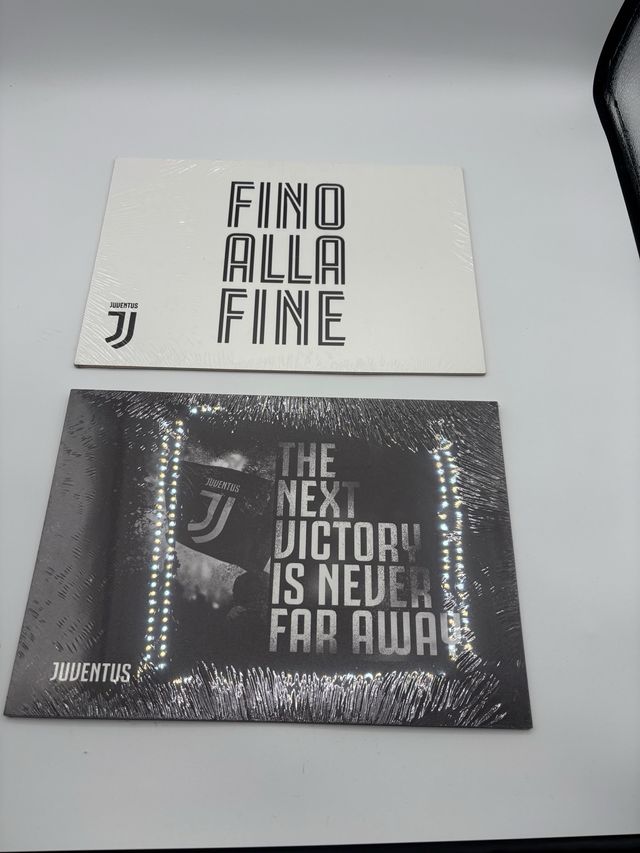 FINO
ALLA
FINE
JUVENTUS
JUVENTUS
THE
NEXT
VICTORY
IS NEVER
FAR AWAY
JUVENTUS